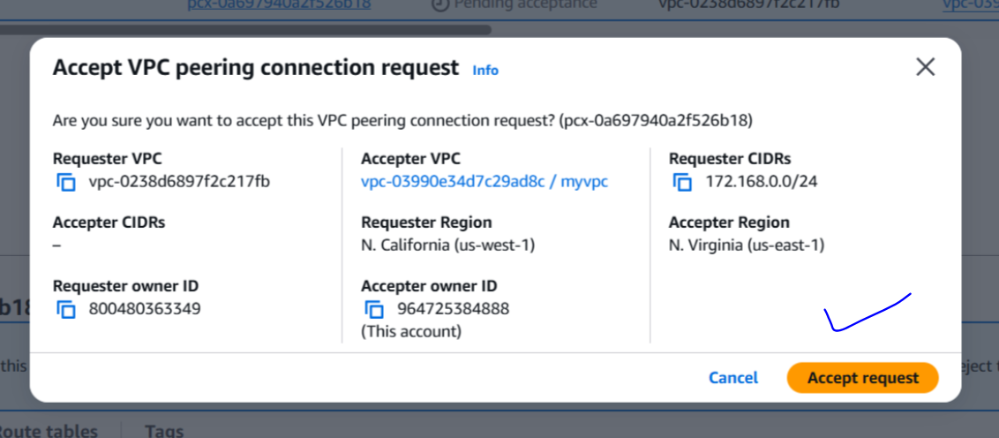 pcx-0a697940a2f526b18 Pending acceptance vpc-0238d6897f2c217fb vpc-039
Accept VPC peering connection request Info
Are you sure you want to accept this VPC peering connection request? (pcx-0a697940a2f526b18)
Requester VPC
vpc-0238d6897f2c217fb
Accepter VPC
vpc-03990e34d7c29ad8c / myvpc
Requester CIDRs
172.168.0.0/24
Accepter CIDRs
–
Requester Region
N. California (us-west-1)
Accepter Region
N. Virginia (us-east-1)
Requester owner ID
800480363349
Accepter owner ID
964725384888
(This account)
b18
this
eject
Cancel Accept request
Route tables Tags